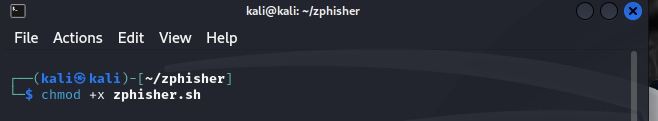 kali@kali: ~/zphisher
File Actions Edit View Help
┌──(kali㉿kali)-[~/zphisher]
└─$ chmod +x zphisher.sh